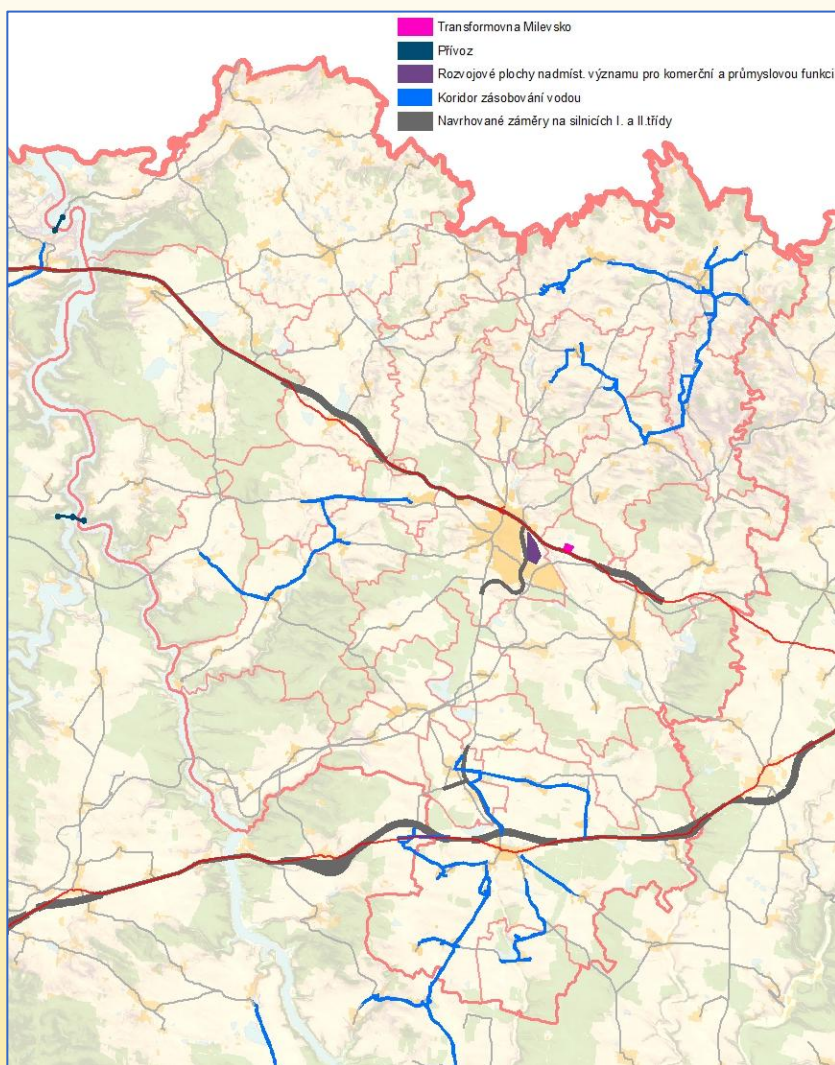 Transformovna Milevsko
Přívoz
Rozvojové plochy nadmíst. významu pro komerční a průmyslovou funkci
Koridor zásobování vodou
Navrhované záměry na silnicích I. a II.třídy